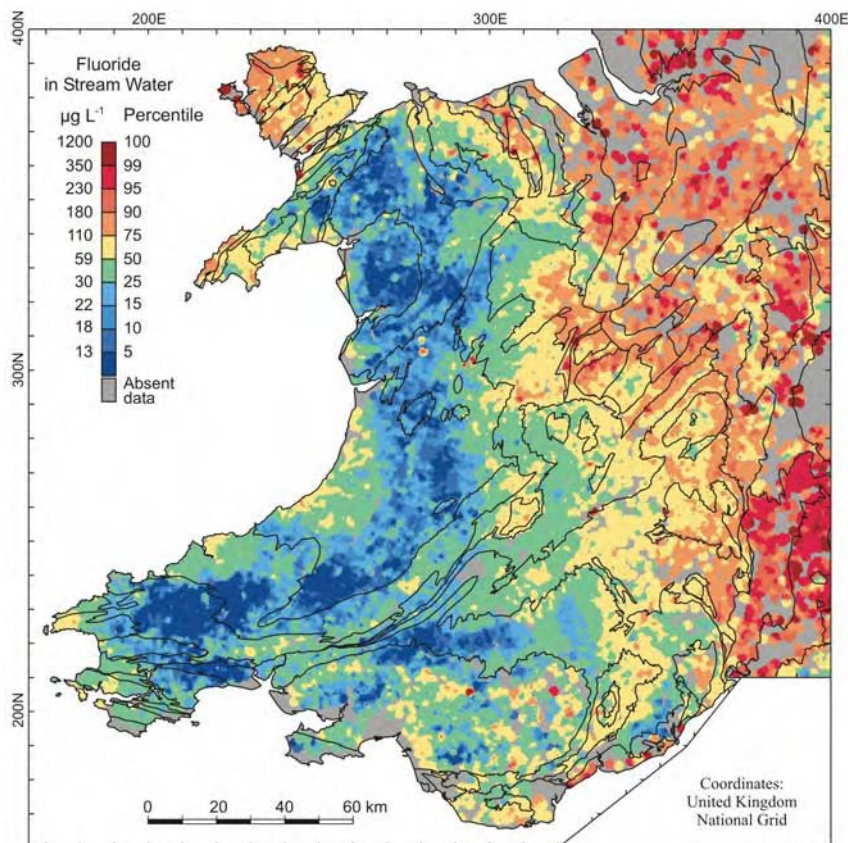 200E 300E 400E
400N
300N
200N
Fluoride
in Stream Water
µg L⁻¹ Percentile
1200 100
350 99
230 95
180 90
110 75
59 50
30 25
22 15
18 10
13 5
Absent
data
0 20 40 60 km
Coordinates:
United Kingdom
National Grid